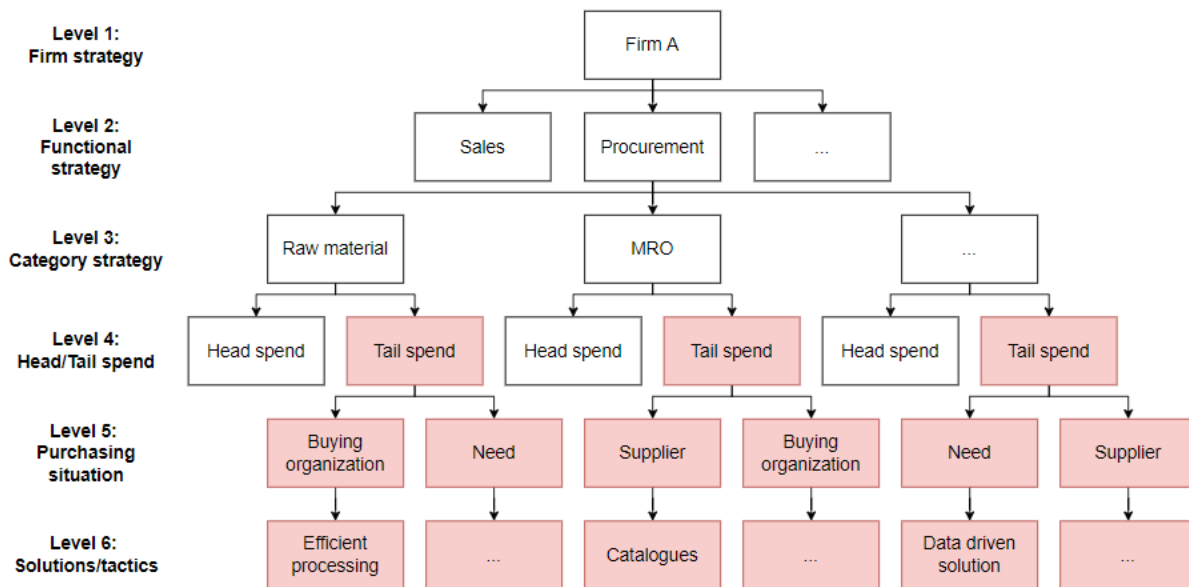 Level 1:
Firm strategy
Firm A
Level 2:
Functional
strategy
Sales
Procurement
...
Level 3:
Category strategy
Raw material
MRO
...
Level 4:
Head/Tail spend
Head spend
Tail spend
Head spend
Tail spend
Head spend
Tail spend
Level 5:
Purchasing
situation
Buying
organization
Need
Supplier
Buying
organization
Need
Supplier
Level 6:
Solutions/tactics
Efficient
processing
...
Catalogues
...
Data driven
solution
...